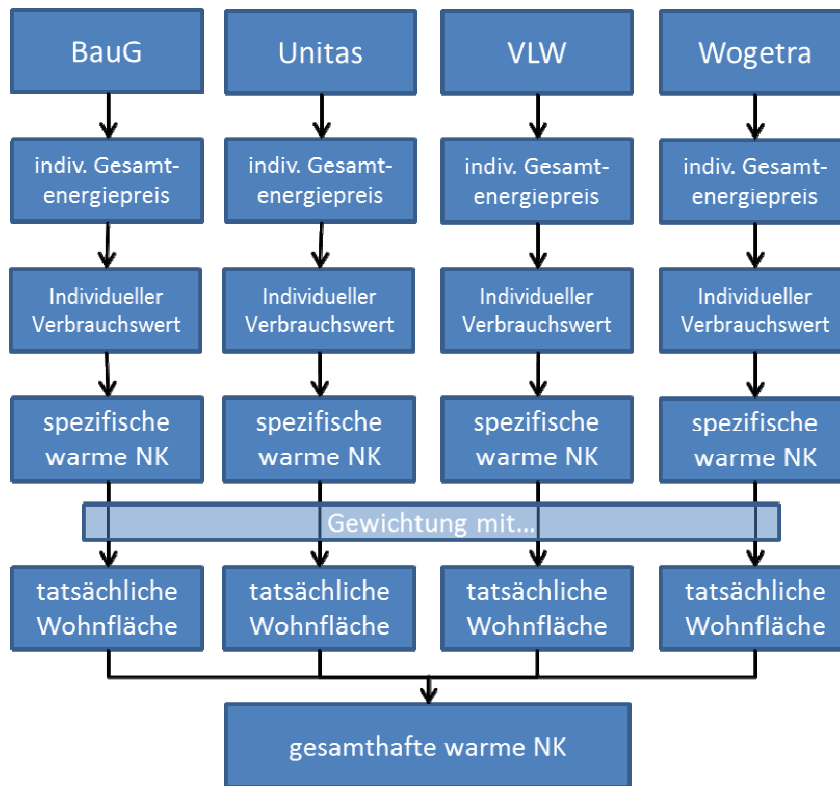 BauG
Unitas
VLW
Wogetra
indiv. Gesamt-
energiepreis
indiv. Gesamt-
energiepreis
indiv. Gesamt-
energiepreis
indiv. Gesamt-
energiepreis
Individueller
Verbrauchswert
Individueller
Verbrauchswert
Individueller
Verbrauchswert
Individueller
Verbrauchswert
spezifische
warme NK
spezifische
warme NK
spezifische
warme NK
spezifische
warme NK
Gewichtung mit...
tatsächliche
Wohnfläche
tatsächliche
Wohnfläche
tatsächliche
Wohnfläche
tatsächliche
Wohnfläche
gesamthafte warme NK